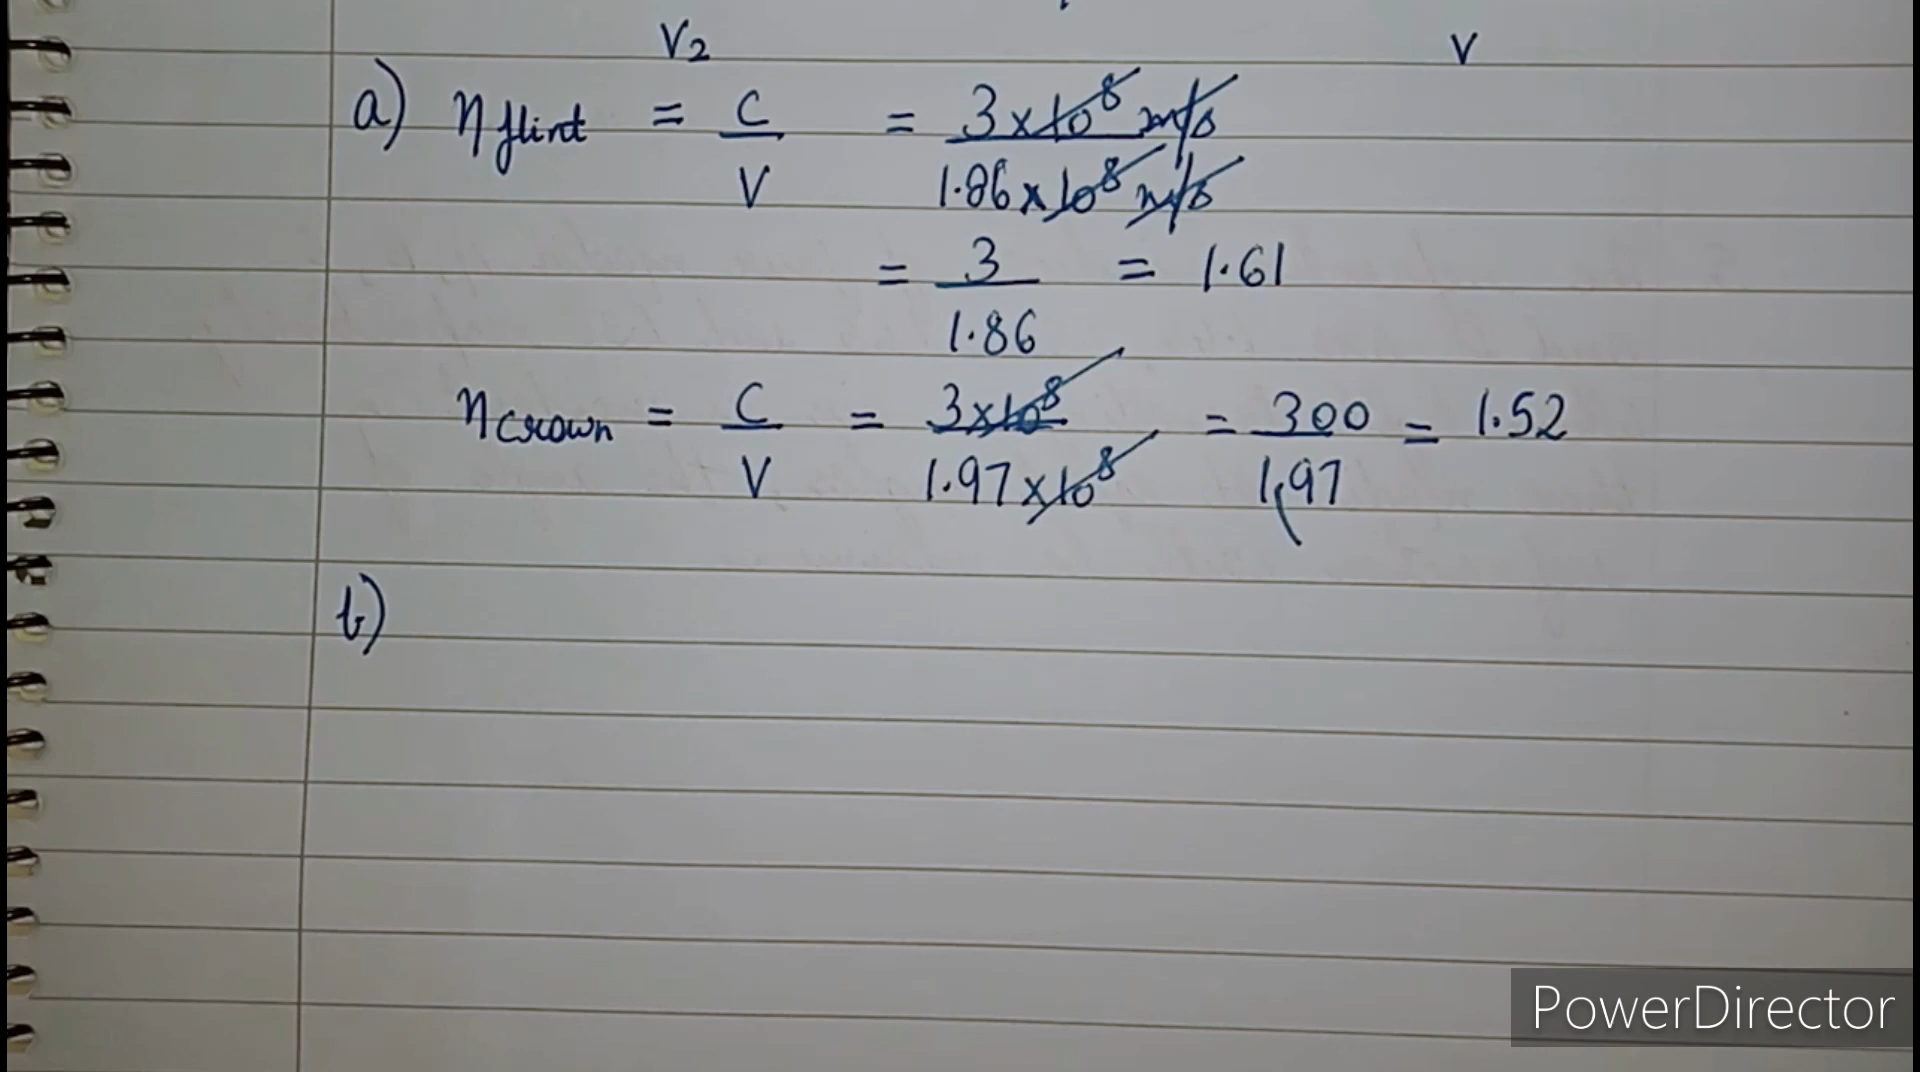 V2 V
a) η flint = C/V = 3×10⁸ m/s / 1.86×10⁸ m/s
= 3/1.86 = 1.61
η crown = C/V = 3×10⁸ / 1.97×10⁸ = 300/1,97 = 1.52
b)
PowerDirector